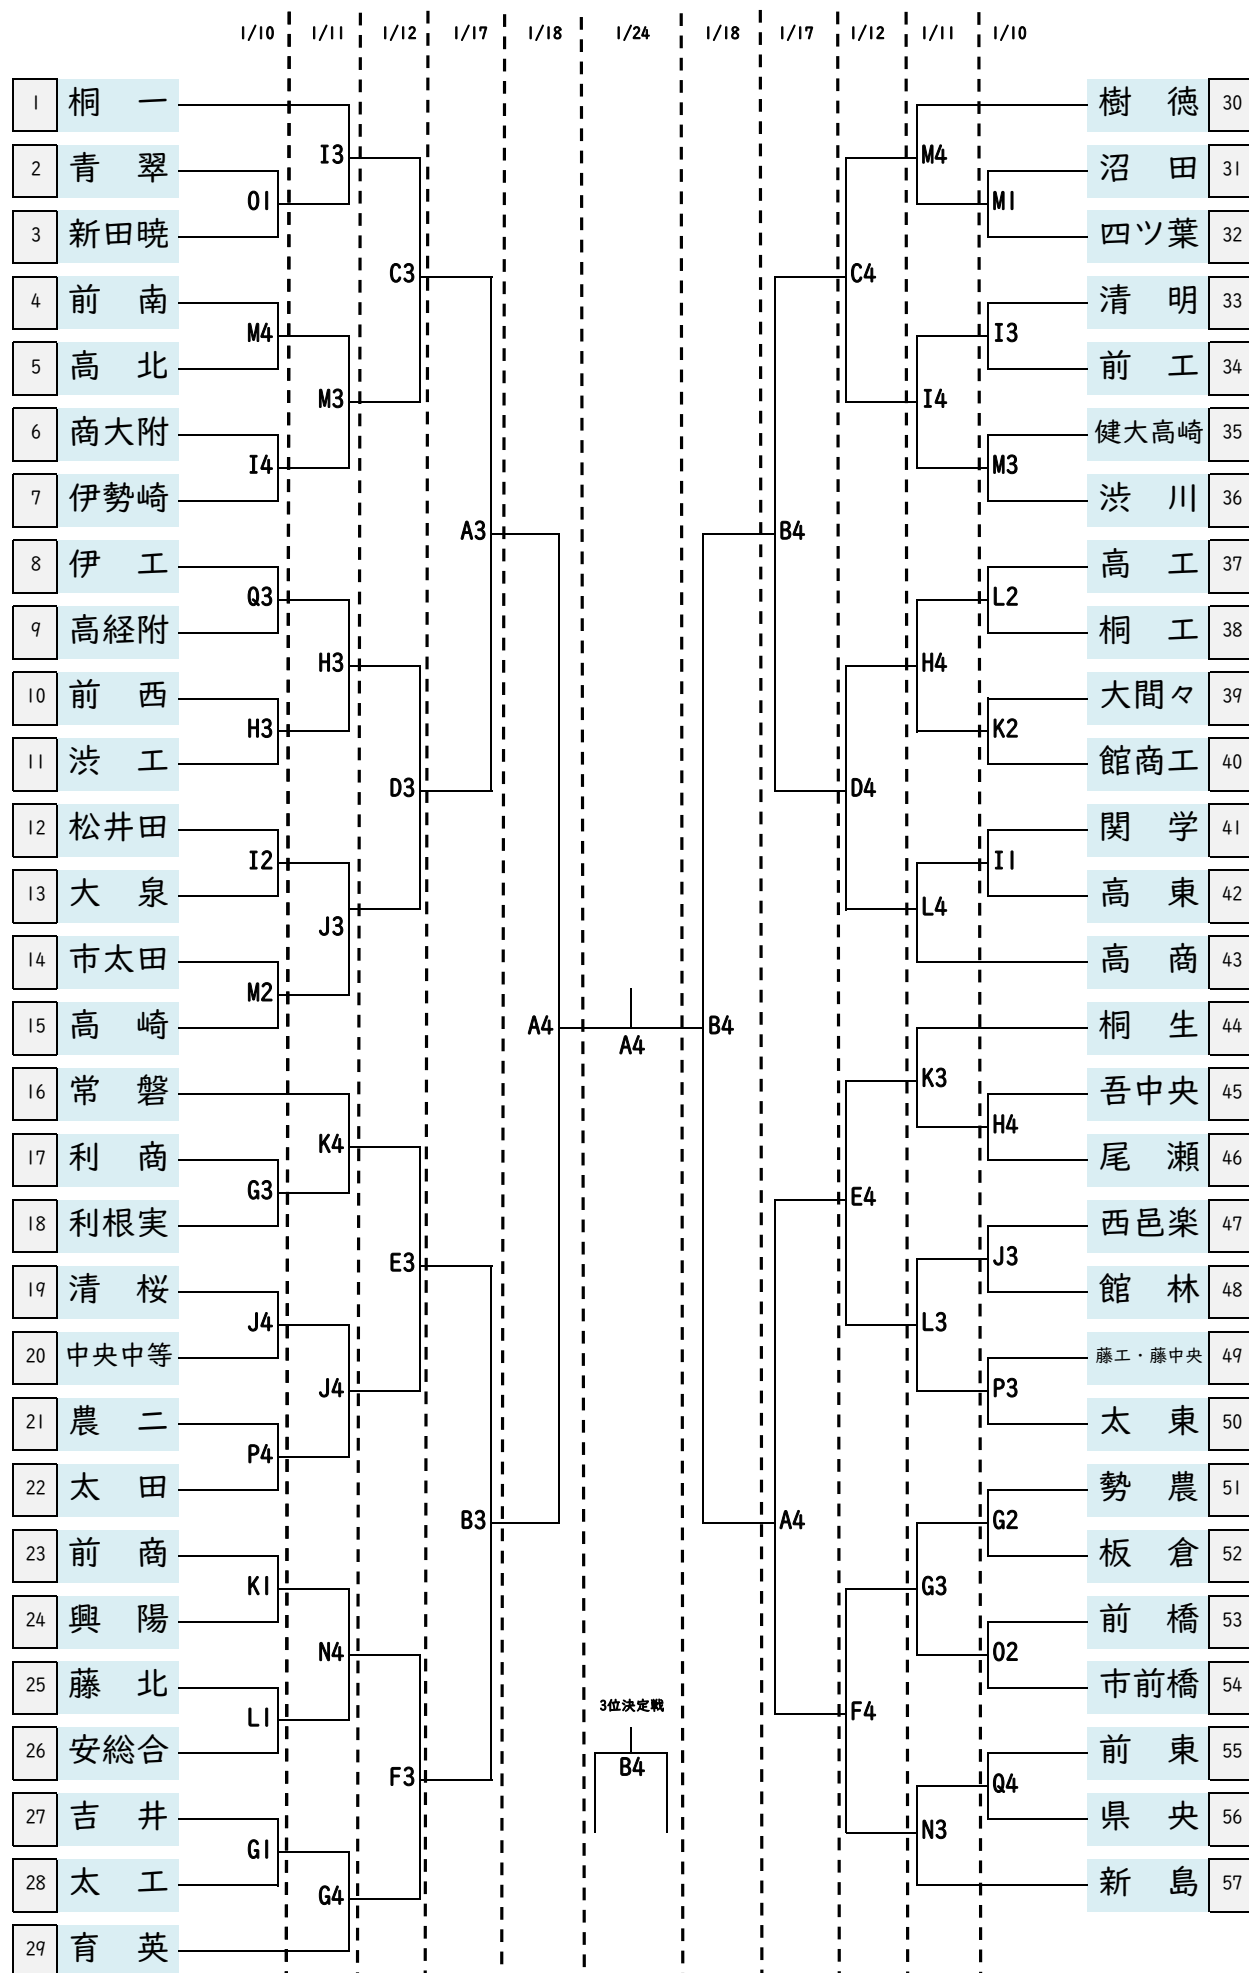 1/10 1/11 1/12 1/17 1/18 1/24 1/18 1/17 1/12 1/11 1/10
1 桐一
2 青翠
3 新田暁
4 前南
5 高北
6 商大附
7 伊勢崎
8 伊工
9 高経附
10 前西
11 渋工
12 松井田
13 大泉
14 市太田
15 高崎
16 常磐
17 利商
18 利根実
19 清桜
20 中央中等
21 農二
22 太田
23 前商
24 興陽
25 藤北
26 安総合
27 吉井
28 太工
29 育英
O1
M4
I4
Q3
H3
I2
M2
G3
J4
P4
K1
L1
G1
I3
M3
H3
J3
K4
J4
N4
G4
C3
D3
E3
F3
A3
B3
A4
A4
3位決定戦
B4
B4
B4
A4
C4
D4
E4
F4
M4
I4
H4
L4
K3
L3
G3
N3
M1
I3
M3
L2
K2
I1
H4
J3
P3
G2
O2
Q4
樹徳 30
沼田 31
四ツ葉 32
清明 33
前工 34
健大高崎 35
渋川 36
高工 37
桐工 38
大間々 39
館商工 40
関学 41
高東 42
高商 43
桐生 44
吾中央 45
尾瀬 46
西邑楽 47
館林 48
藤工・藤中央 49
太東 50
勢農 51
板倉 52
前橋 53
市前橋 54
前東 55
県央 56
新島 57